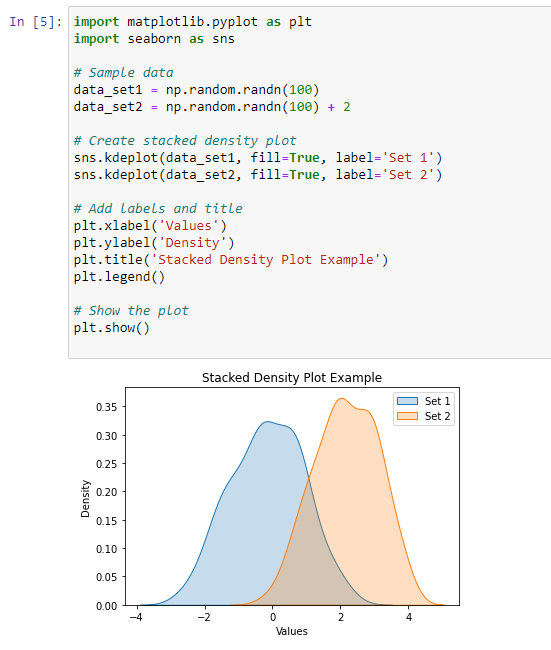 In [5]: import matplotlib.pyplot as plt
import seaborn as sns
# Sample data
data_set1 = np.random.randn(100)
data_set2 = np.random.randn(100) + 2
# Create stacked density plot
sns.kdeplot(data_set1, fill=True, label='Set 1')
sns.kdeplot(data_set2, fill=True, label='Set 2')
# Add labels and title
plt.xlabel('Values')
plt.ylabel('Density')
plt.title('Stacked Density Plot Example')
plt.legend()
# Show the plot
plt.show()
Stacked Density Plot Example
Set 1
Set 2
0.35
0.30
0.25
0.20
0.15
0.10
0.05
0.00
Density
−4 −2 0 2 4
Values